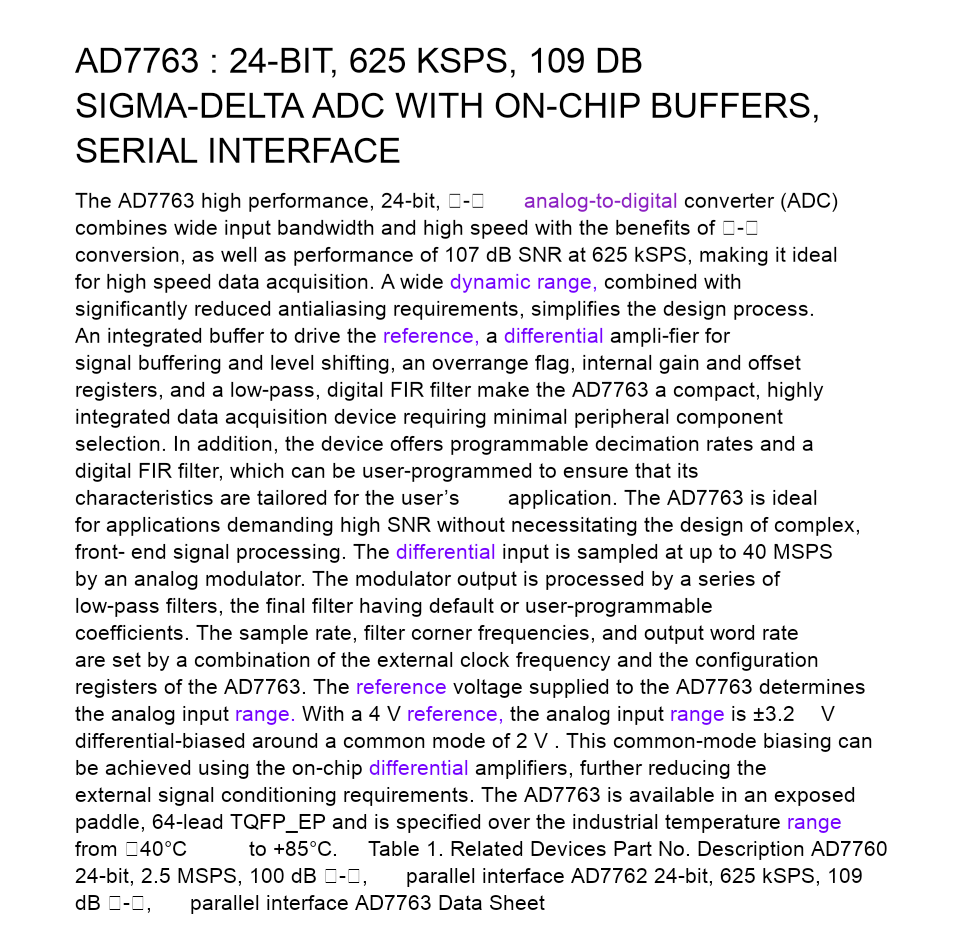 AD7763 : 24-BIT, 625 KSPS, 109 DB
SIGMA-DELTA ADC WITH ON-CHIP BUFFERS,
SERIAL INTERFACE
The AD7763 high performance, 24-bit, □-□ analog-to-digital converter (ADC)
combines wide input bandwidth and high speed with the benefits of □-□
conversion, as well as performance of 107 dB SNR at 625 kSPS, making it ideal
for high speed data acquisition. A wide dynamic range, combined with
significantly reduced antialiasing requirements, simplifies the design process.
An integrated buffer to drive the reference, a differential ampli-fier for
signal buffering and level shifting, an overrange flag, internal gain and offset
registers, and a low-pass, digital FIR filter make the AD7763 a compact, highly
integrated data acquisition device requiring minimal peripheral component
selection. In addition, the device offers programmable decimation rates and a
digital FIR filter, which can be user-programmed to ensure that its
characteristics are tailored for the user’s application. The AD7763 is ideal
for applications demanding high SNR without necessitating the design of complex,
front- end signal processing. The differential input is sampled at up to 40 MSPS
by an analog modulator. The modulator output is processed by a series of
low-pass filters, the final filter having default or user-programmable
coefficients. The sample rate, filter corner frequencies, and output word rate
are set by a combination of the external clock frequency and the configuration
registers of the AD7763. The reference voltage supplied to the AD7763 determines
the analog input range. With a 4 V reference, the analog input range is ±3.2 V
differential-biased around a common mode of 2 V . This common-mode biasing can
be achieved using the on-chip differential amplifiers, further reducing the
external signal conditioning requirements. The AD7763 is available in an exposed
paddle, 64-lead TQFP_EP and is specified over the industrial temperature range
from □40°C to +85°C. Table 1. Related Devices Part No. Description AD7760
24-bit, 2.5 MSPS, 100 dB □-□, parallel interface AD7762 24-bit, 625 kSPS, 109
dB □-□, parallel interface AD7763 Data Sheet